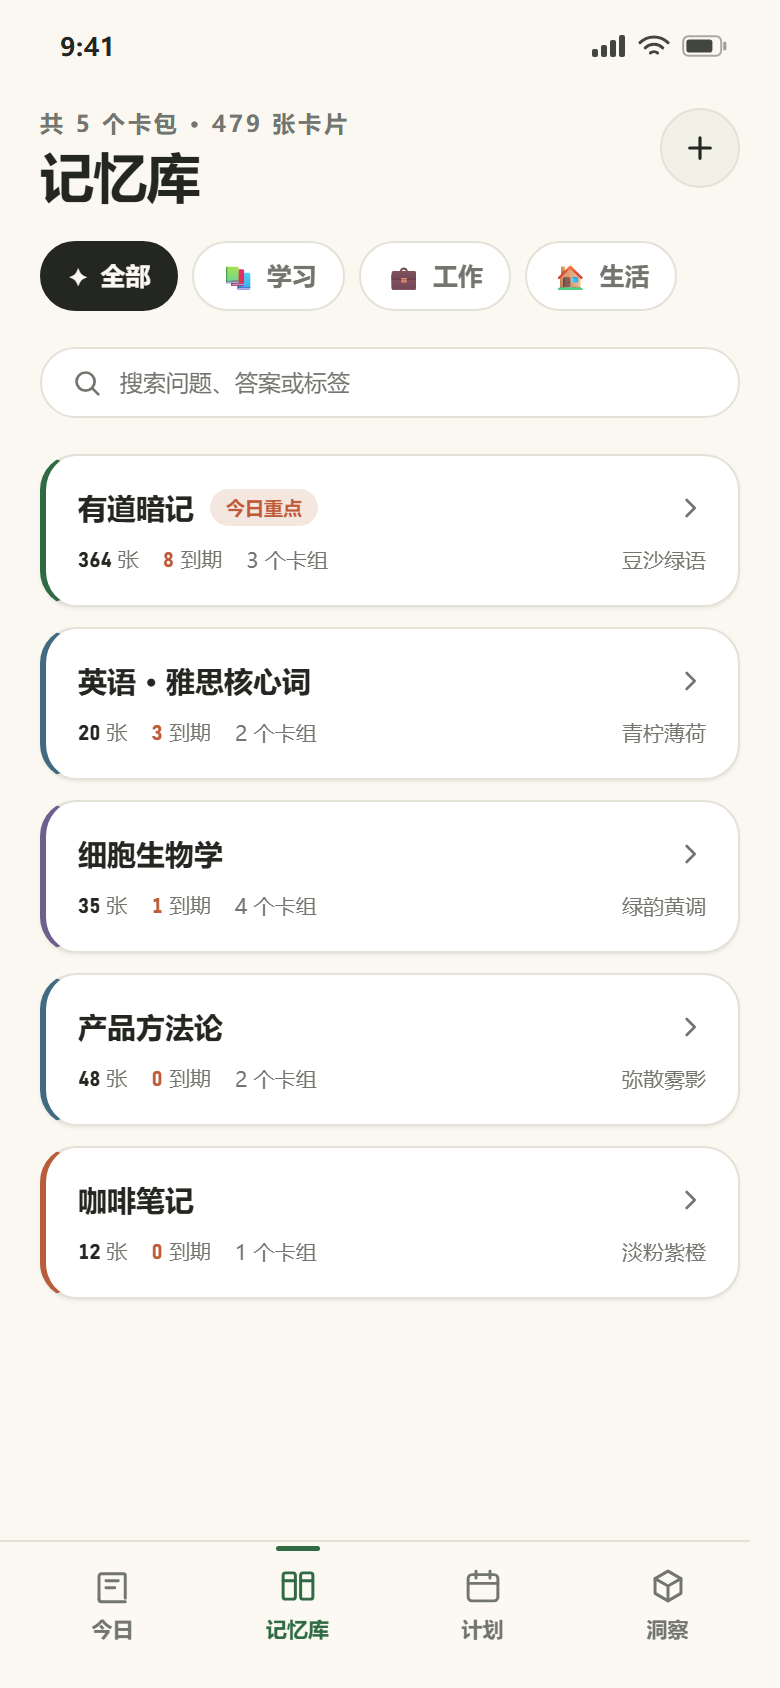 9:41
共 5 个卡包 • 479 张卡片
记忆库
全部 学习 工作 生活
搜索问题、答案或标签
有道暗记 今日重点
364 张 8 到期 3 个卡组 豆沙绿语
英语 • 雅思核心词
20 张 3 到期 2 个卡组 青柠薄荷
细胞生物学
35 张 1 到期 4 个卡组 绿韵黄调
产品方法论
48 张 0 到期 2 个卡组 弥散雾影
咖啡笔记
12 张 0 到期 1 个卡组 淡粉紫橙
今日 记忆库 计划 洞察